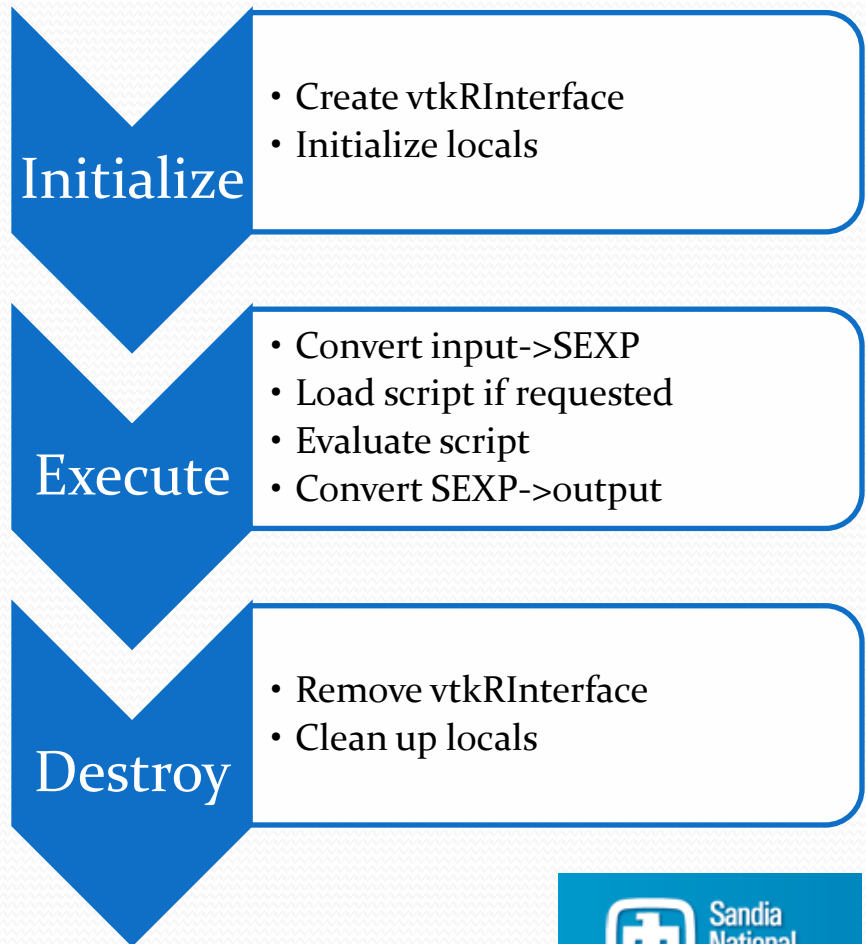 Initialize
• Create vtkRInterface
• Initialize locals
Execute
• Convert input->SEXP
• Load script if requested
• Evaluate script
• Convert SEXP->output
Destroy
• Remove vtkRInterface
• Clean up locals
Sandia
National